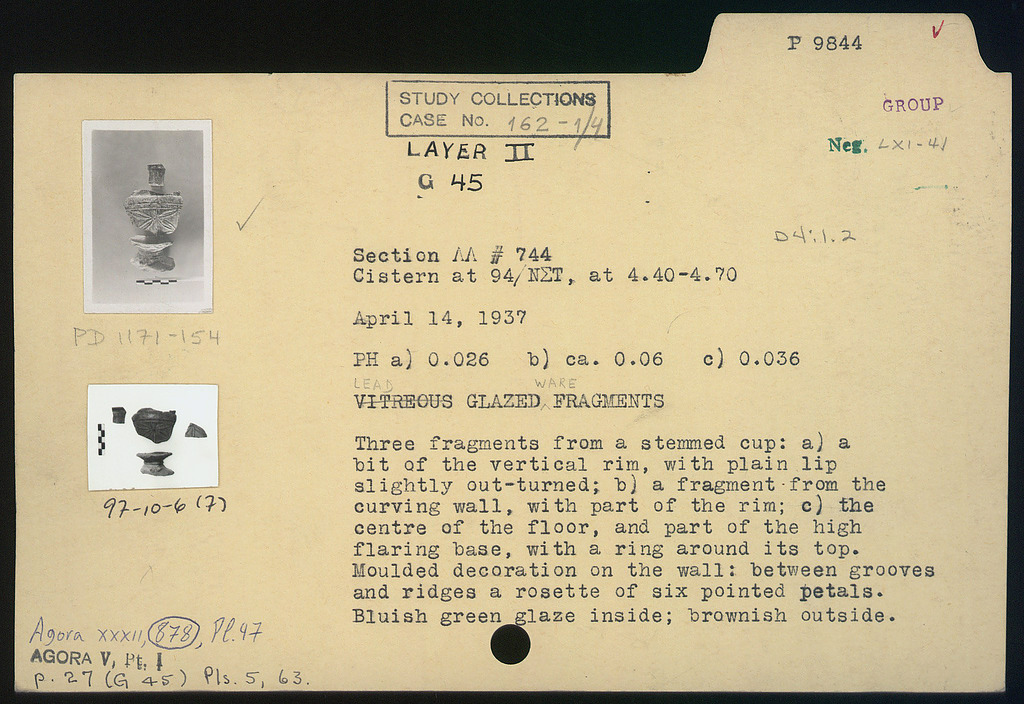 P 9844
GROUP
STUDY COLLECTIONS
CASE No. 162-1/4
LAYER II
G 45
Neg. LXI-41
D4:1.2
Section ΛΛ # 744
Cistern at 94/ΝΣΤ, at 4.40-4.70
April 14, 1937
PH a) 0.026 b) ca. 0.06 c) 0.036
LEAD WARE
VITREOUS GLAZED FRAGMENTS
Three fragments from a stemmed cup: a) a
bit of the vertical rim, with plain lip
slightly out-turned; b) a fragment from the
curving wall, with part of the rim; c) the
centre of the floor, and part of the high
flaring base, with a ring around its top.
Moulded decoration on the wall: between grooves
and ridges a rosette of six pointed petals.
Bluish green glaze inside; brownish outside.
PD 1171-154
97-10-6 (7)
Agora XXXII, 878, Pl. 47
AGORA V, Pt. I
p. 27 (G 45) Pls. 5, 63.